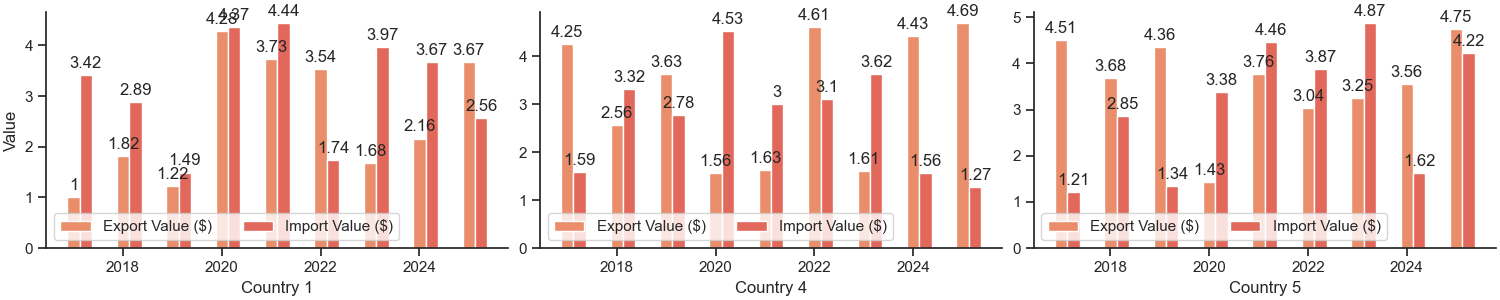 4.28 4.37 4.44
3.73 3.54 3.97 3.67 3.67
3.42
2.89
2.56
2.16
1.82 1.74 1.68
1.49
1.22
1
4
3
2
1
0
Value
Export Value ($) Import Value ($)
2018 2020 2022 2024
Country 1
4.25 4.53 4.61 4.43 4.69
3.63 3.62
3.32
2.56 2.78 3 3.1
1.59 1.56 1.63 1.61 1.56
1.27
4
3
2
1
0
Export Value ($) Import Value ($)
2018 2020 2022 2024
Country 4
4.51 4.36 4.46 4.87 4.75
4.22
3.68 3.76 3.87
3.38 3.56
3.04 3.25
2.85
1.62
1.34 1.43
1.21
5
4
3
2
1
0
Export Value ($) Import Value ($)
2018 2020 2022 2024
Country 5